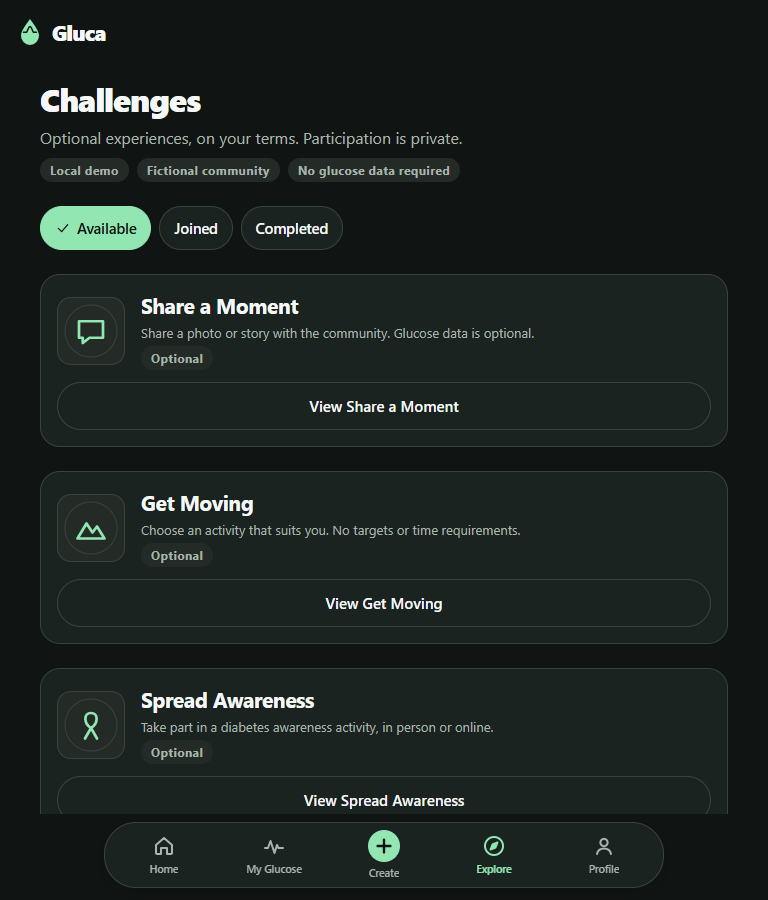 Gluca
Challenges
Optional experiences, on your terms. Participation is private.
Local demo
Fictional community
No glucose data required
Available
Joined
Completed
Share a Moment
Share a photo or story with the community. Glucose data is optional.
Optional
View Share a Moment
Get Moving
Choose an activity that suits you. No targets or time requirements.
Optional
View Get Moving
Spread Awareness
Take part in a diabetes awareness activity, in person or online.
Optional
View Spread Awareness
Home
My Glucose
Create
Explore
Profile